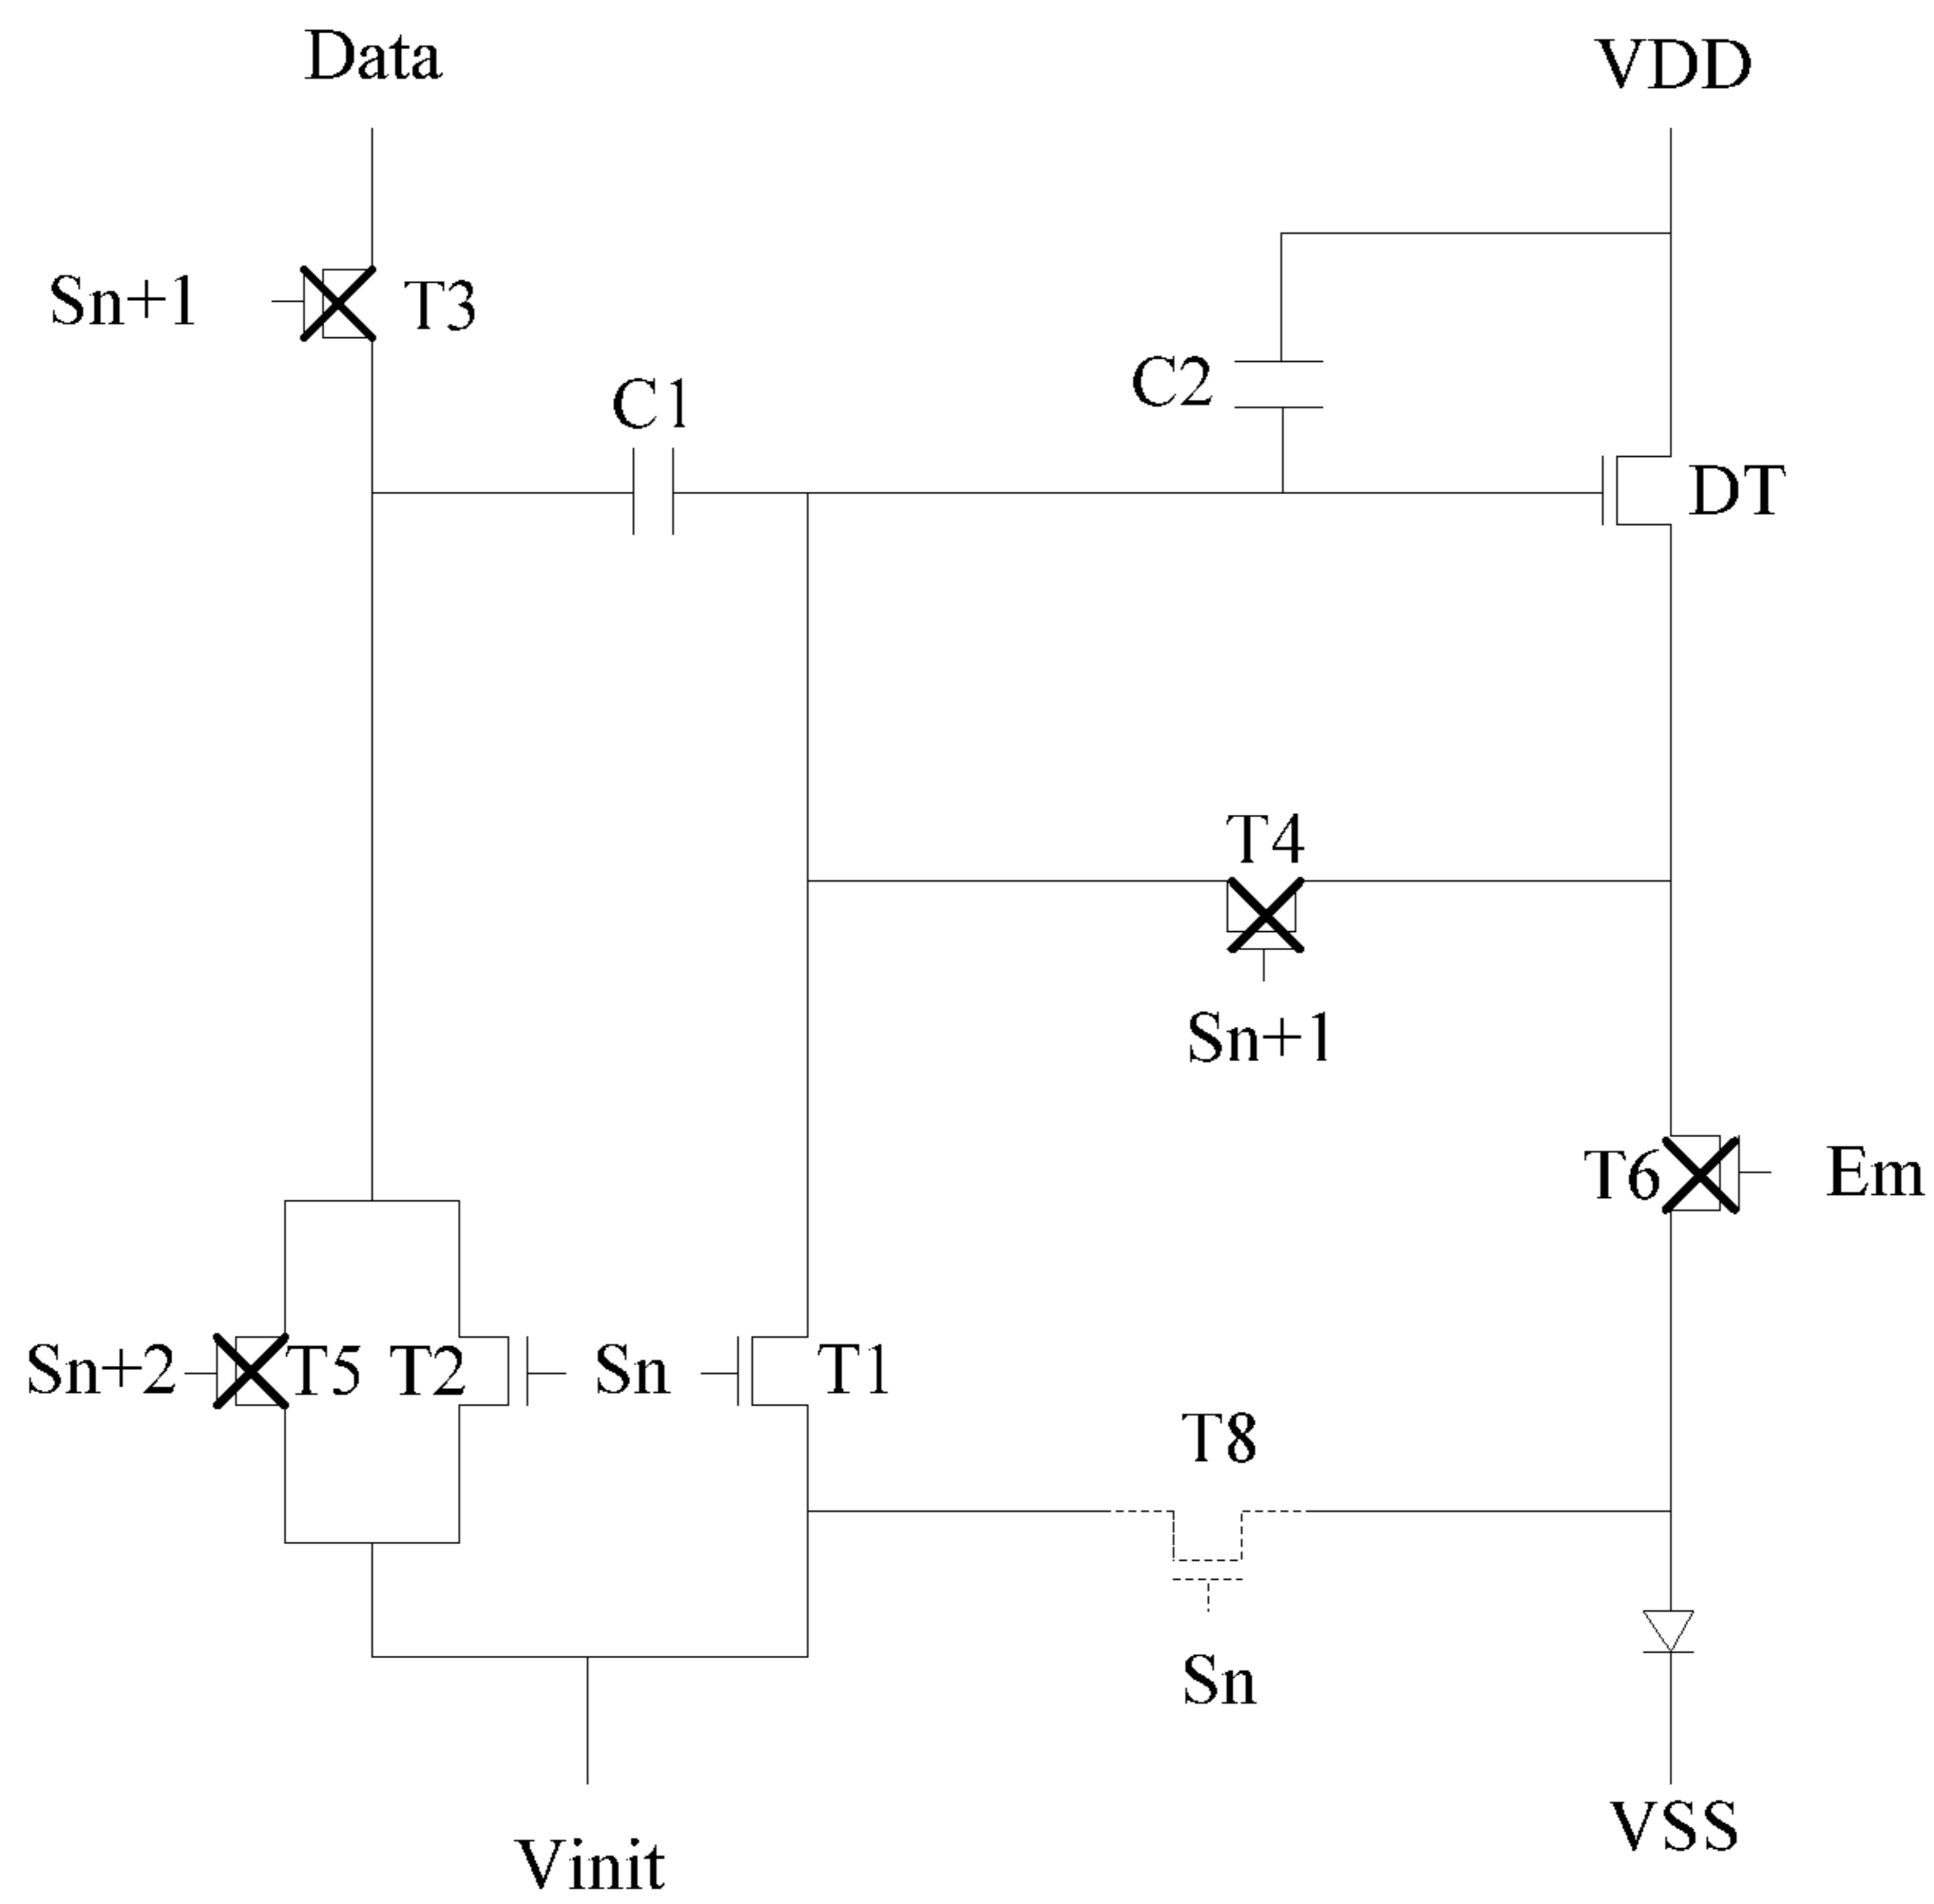 Data
VDD
Sn+1
T3
C1
C2
DT
T4
Sn+1
T6
Em
Sn+2
T5
T2
Sn
T1
T8
Sn
VSS
Vinit